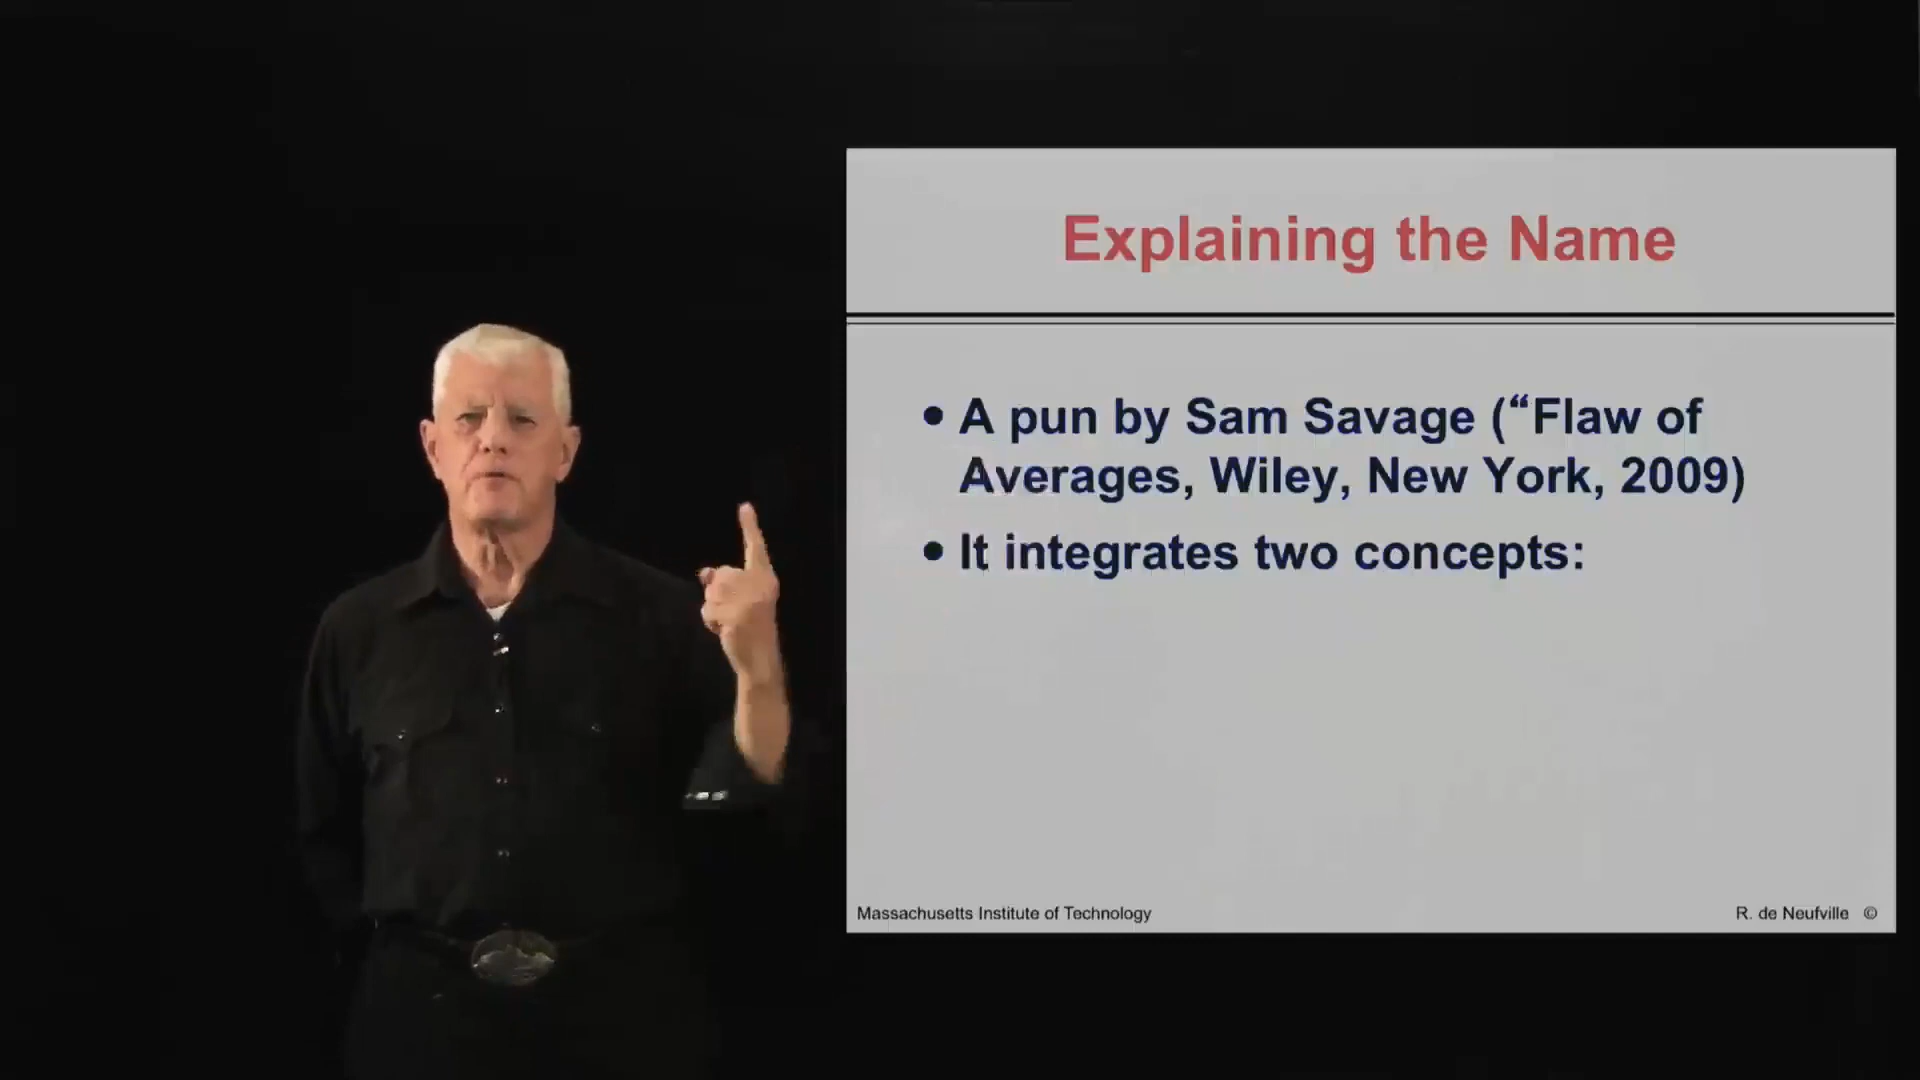 Explaining the Name
• A pun by Sam Savage (“Flaw of
Averages, Wiley, New York, 2009)
• It integrates two concepts:
Massachusetts Institute of Technology
R. de Neufville ©